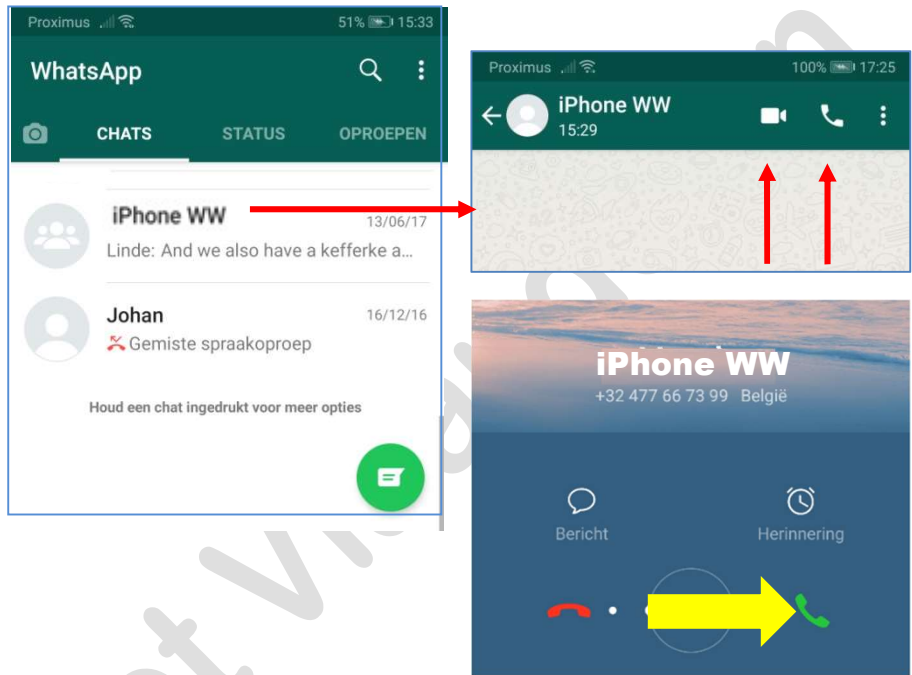 Proximus 51% 15:33
WhatsApp
CHATS STATUS OPROEPEN
iPhone WW 13/06/17
Linde: And we also have a kefferke a...
Johan 16/12/16
Gemiste spraakoproep
Houd een chat ingedrukt voor meer opties
Proximus 100% 17:25
iPhone WW
15:29
iPhone WW
+32 477 66 73 99 België
Bericht Herinnering